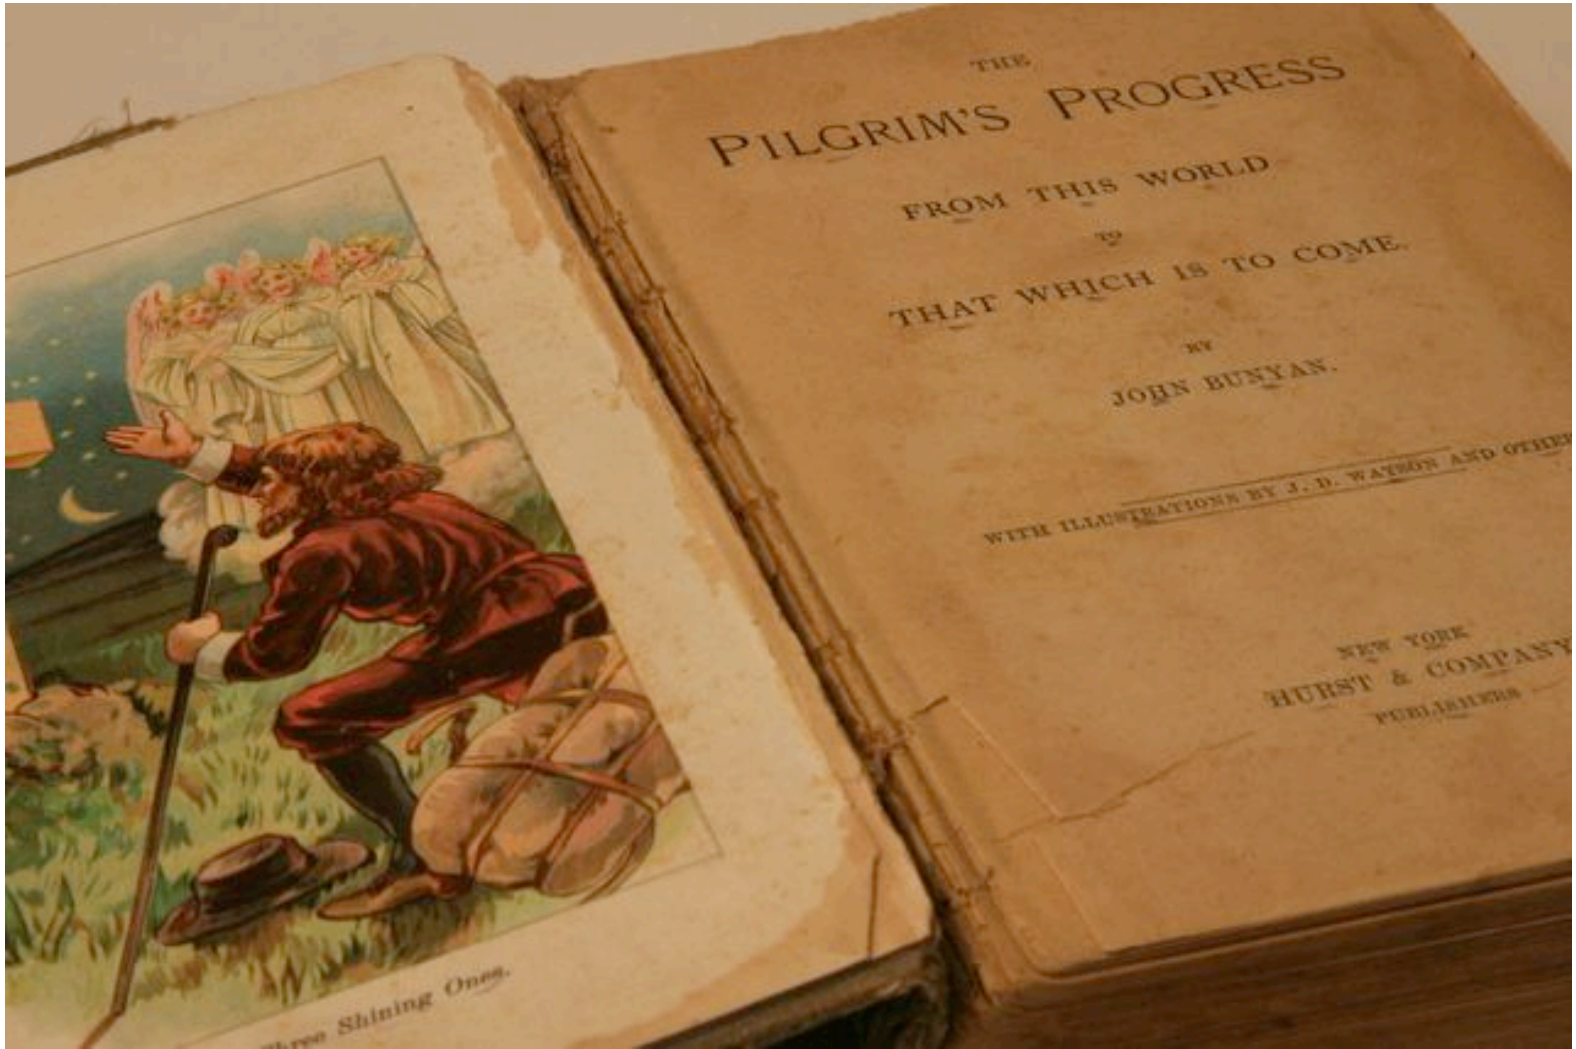 Three Shining Ones.
THE
PILGRIM'S PROGRESS
FROM THIS WORLD
TO
THAT WHICH IS TO COME.
BY
JOHN BUNYAN.
WITH ILLUSTRATIONS BY J. D. WATSON AND OTHER
NEW YORK
HURST & COMPANY
PUBLISHERS